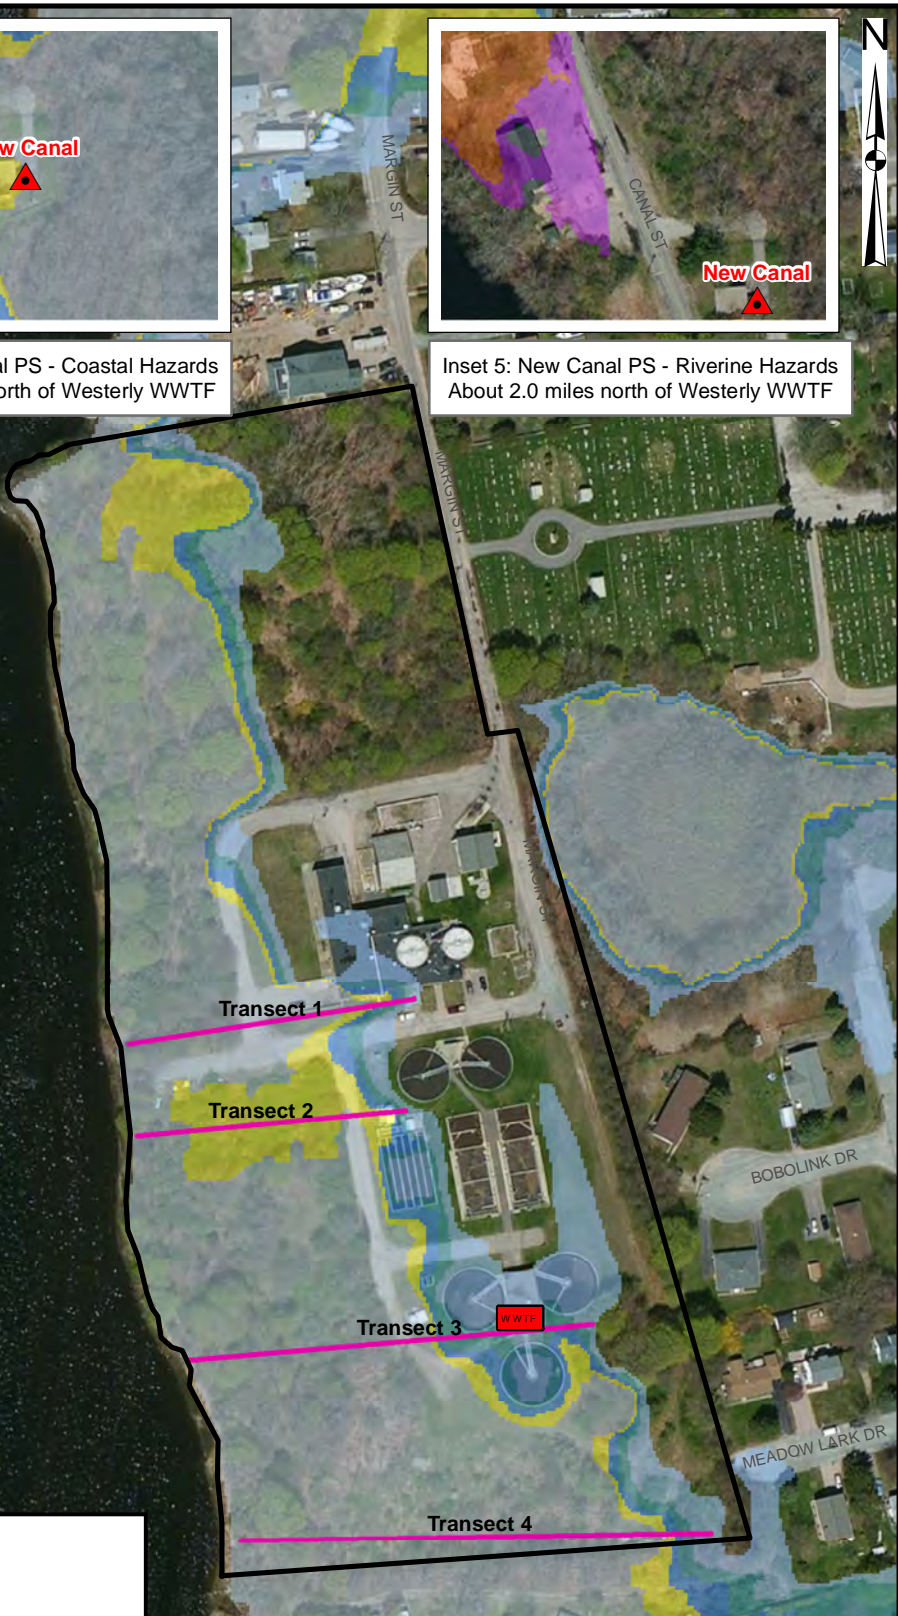 N
w Canal
MARGIN ST
CANAL ST
New Canal
al PS - Coastal Hazards
orth of Westerly WWTF
Inset 5: New Canal PS - Riverine Hazards
About 2.0 miles north of Westerly WWTF
MARGIN ST
MARGIN ST
Transect 1
Transect 2
BOBOLINK DR
WWTF
Transect 3
MEADOW LARK DR
Transect 4